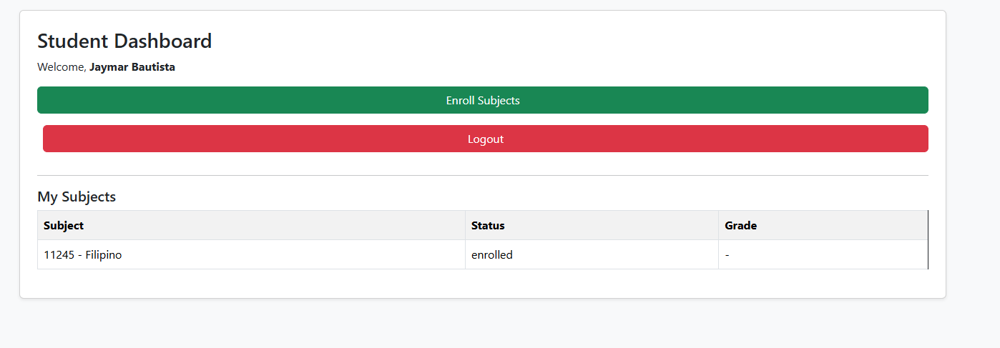 Student Dashboard
Welcome, Jaymar Bautista
Enroll Subjects
Logout
My Subjects
Subject Status Grade
11245 - Filipino enrolled -